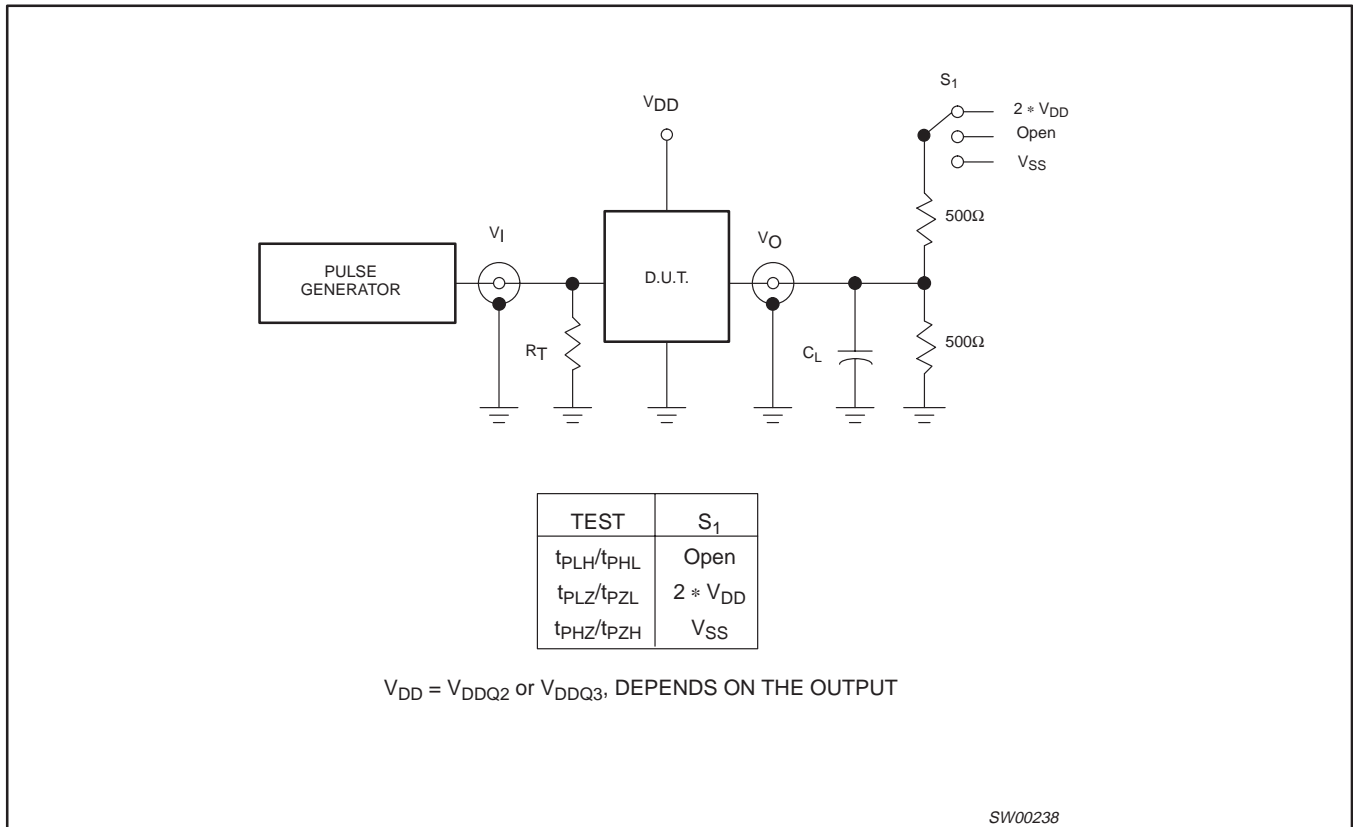 S1
VDD
2 * VDD
Open
VSS
500Ω
VI
VO
PULSE
GENERATOR
D.U.T.
RT
CL
500Ω
TEST S1
tPLH/tPHL Open
tPLZ/tPZL 2 * VDD
tPHZ/tPZH VSS
VDD = VDDQ2 or VDDQ3, DEPENDS ON THE OUTPUT
SW00238